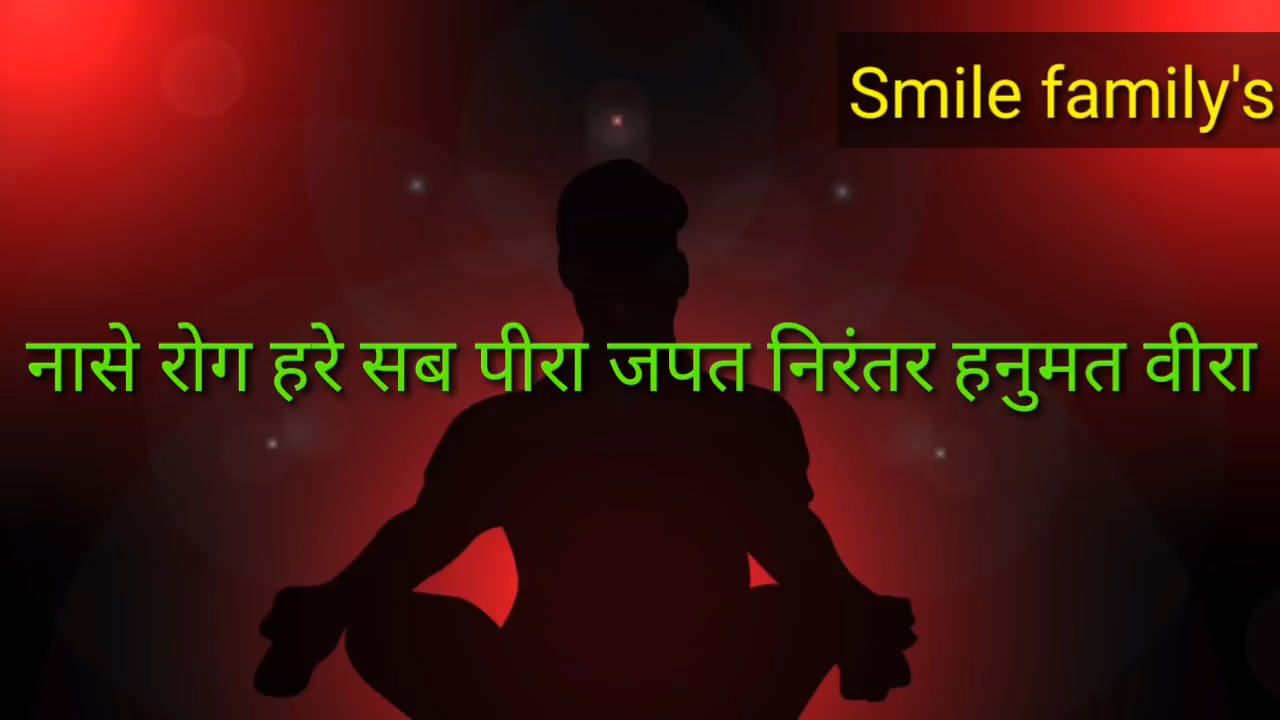 Smile family's
नासे रोग हरे सब पीरा जपत निरंतर हनुमत वीरा